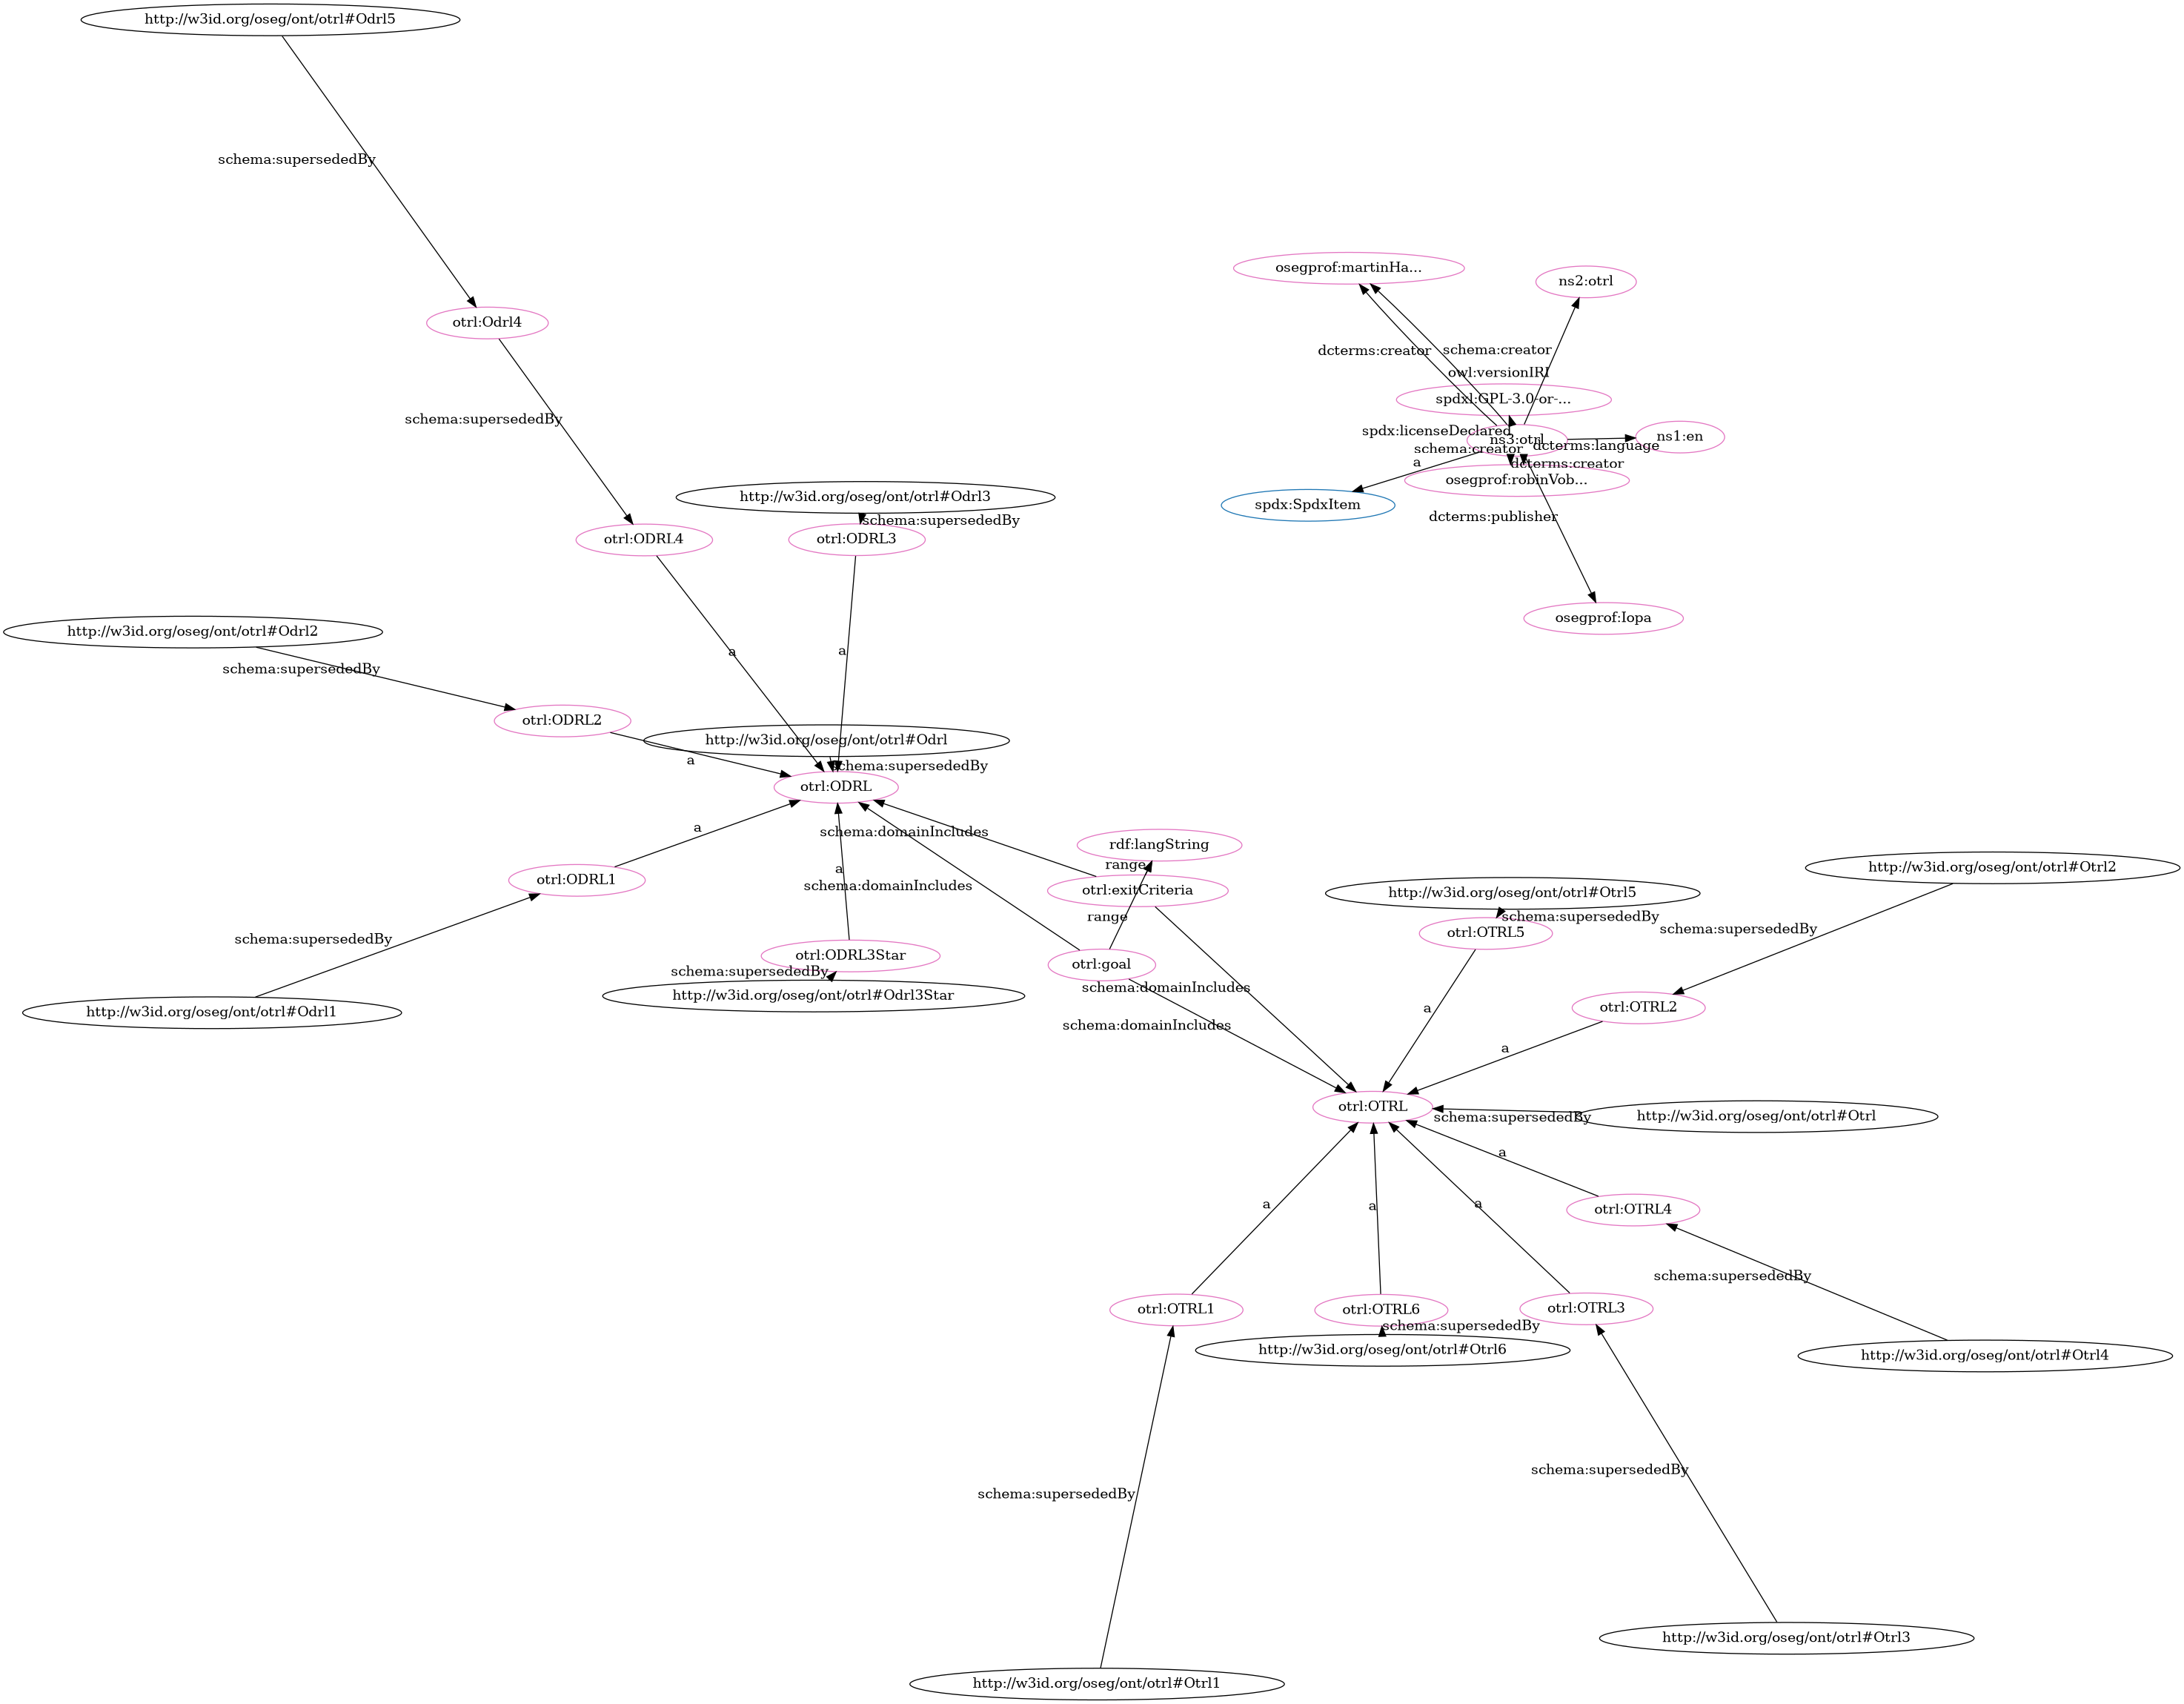 http://w3id.org/oseg/ont/otrl#Odrl5
schema:supersededBy
osegprof:martinHa...
ns2:otrl
otrl:Odrl4
dcterms:creator
schema:creator
owl:versionIRI
spdxl:GPL-3.0-or-...
schema:supersededBy
spdx:licenseDeclared
ns3:otrl
ns1:en
dcterms:language
schema:creator
a
dcterms:creator
osegprof:robinVob...
http://w3id.org/oseg/ont/otrl#Odrl3
spdx:SpdxItem
schema:supersededBy
dcterms:publisher
otrl:ODRL4
otrl:ODRL3
osegprof:Iopa
http://w3id.org/oseg/ont/otrl#Odrl2
a
a
schema:supersededBy
otrl:ODRL2
http://w3id.org/oseg/ont/otrl#Odrl
a
schema:supersededBy
otrl:ODRL
a
schema:domainIncludes
rdf:langString
range
a
http://w3id.org/oseg/ont/otrl#Otrl2
otrl:ODRL1
schema:domainIncludes
otrl:exitCriteria
http://w3id.org/oseg/ont/otrl#Otrl5
range
schema:supersededBy
schema:supersededBy
schema:supersededBy
otrl:OTRL5
otrl:ODRL3Star
otrl:goal
schema:supersededBy
schema:domainIncludes
http://w3id.org/oseg/ont/otrl#Odrl3Star
http://w3id.org/oseg/ont/otrl#Odrl1
a
otrl:OTRL2
schema:domainIncludes
a
otrl:OTRL
schema:supersededBy
http://w3id.org/oseg/ont/otrl#Otrl
a
a
a
a
otrl:OTRL4
schema:supersededBy
otrl:OTRL1
otrl:OTRL6
otrl:OTRL3
schema:supersededBy
http://w3id.org/oseg/ont/otrl#Otrl6
http://w3id.org/oseg/ont/otrl#Otrl4
schema:supersededBy
schema:supersededBy
http://w3id.org/oseg/ont/otrl#Otrl3
http://w3id.org/oseg/ont/otrl#Otrl1